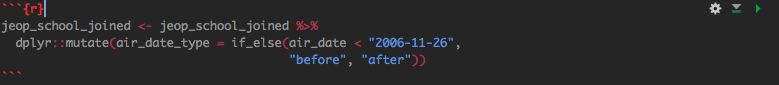 ```{r}
jeop_school_joined <- jeop_school_joined %>%
  dplyr::mutate(air_date_type = if_else(air_date < "2006-11-26",
                                        "before", "after"))
```